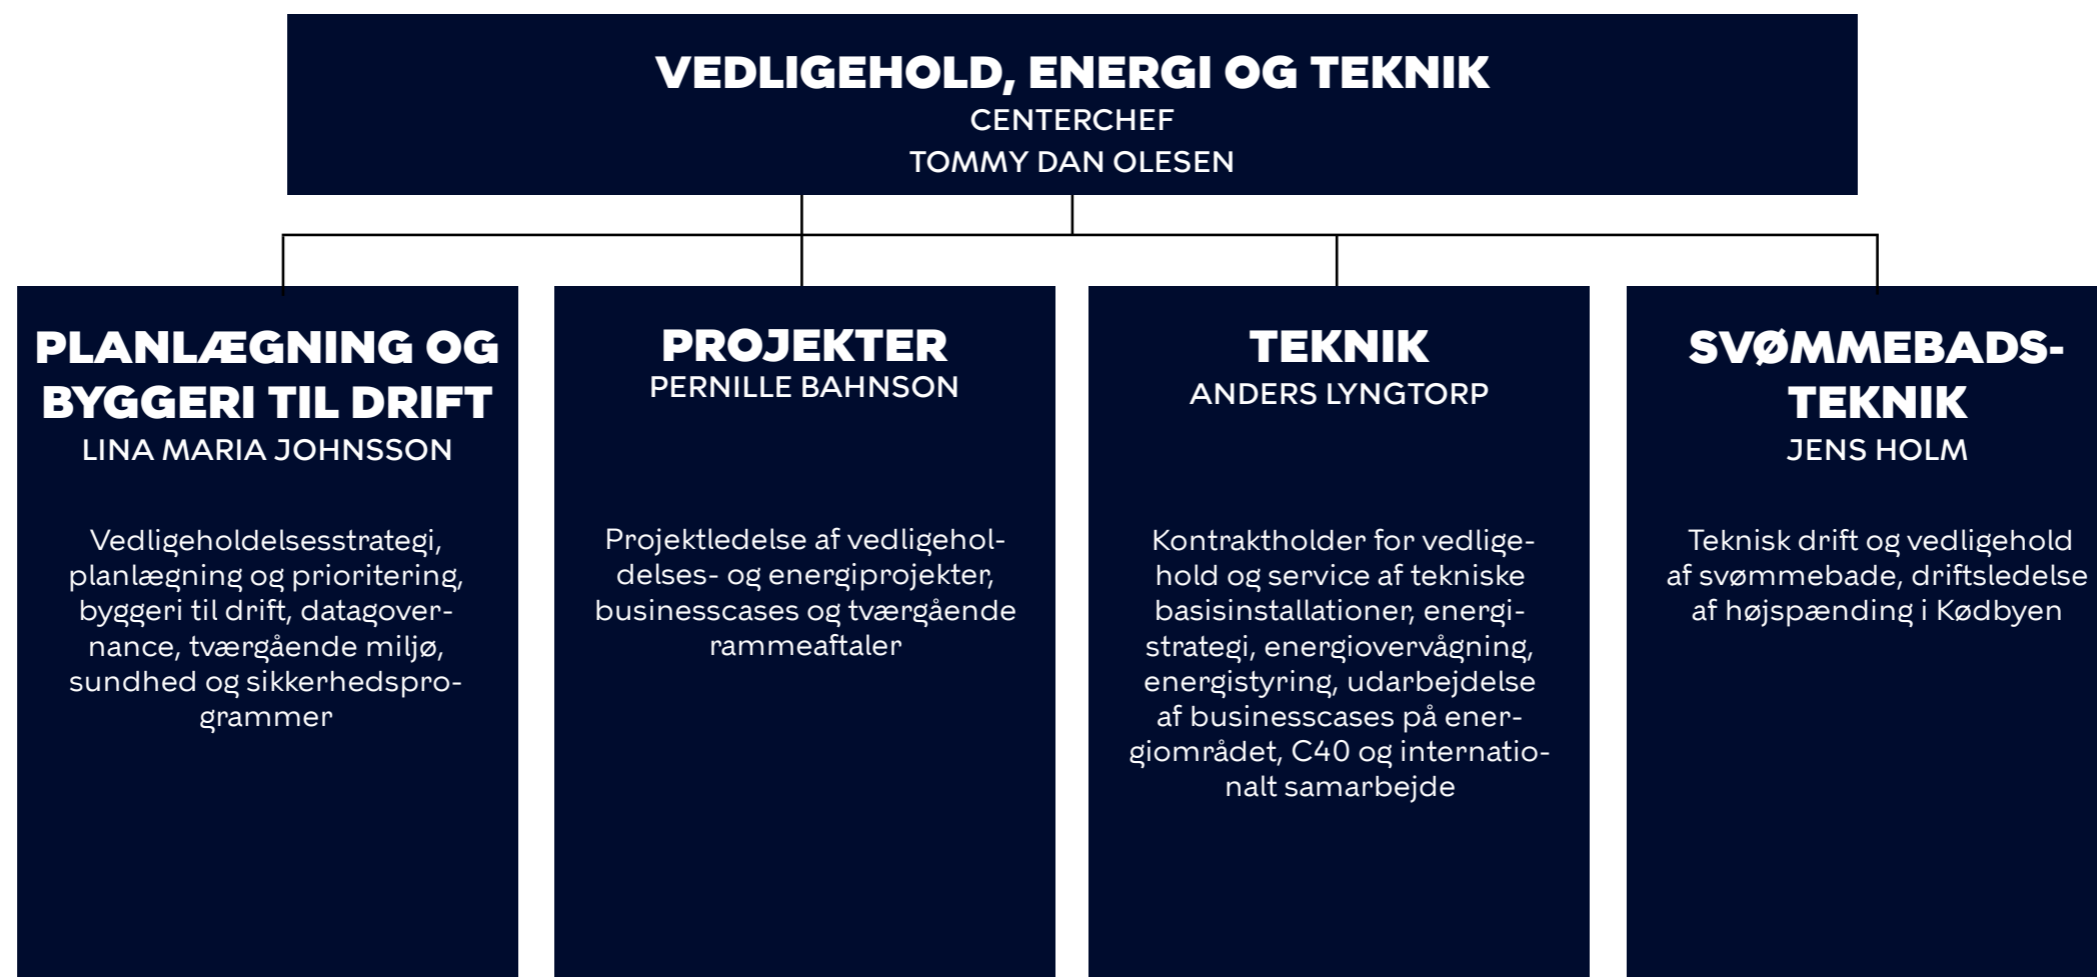 VEDLIGEHOLD, ENERGI OG TEKNIK
CENTERCHEF
TOMMY DAN OLESEN
PLANLÆGNING OG
BYGGERI TIL DRIFT
LINA MARIA JOHNSSON
Vedligeholdelsesstrategi,
planlægning og prioritering,
byggeri til drift, datagover-
nance, tværgående miljø,
sundhed og sikkerhedspro-
grammer
PROJEKTER
PERNILLE BAHNSON
Projektledelse af vedligehol-
delses- og energiprojekter,
businesscases og tværgående
rammeaftaler
TEKNIK
ANDERS LYNGTORP
Kontraktholder for vedlige-
hold og service af tekniske
basisinstallationer, energi-
strategi, energiovervågning,
energistyring, udarbejdelse
af businesscases på ener-
giområdet, C40 og internatio-
nalt samarbejde
SVØMMEBADS-
TEKNIK
JENS HOLM
Teknisk drift og vedligehold
af svømmebade, driftsledelse
af højspænding i Kødbyen